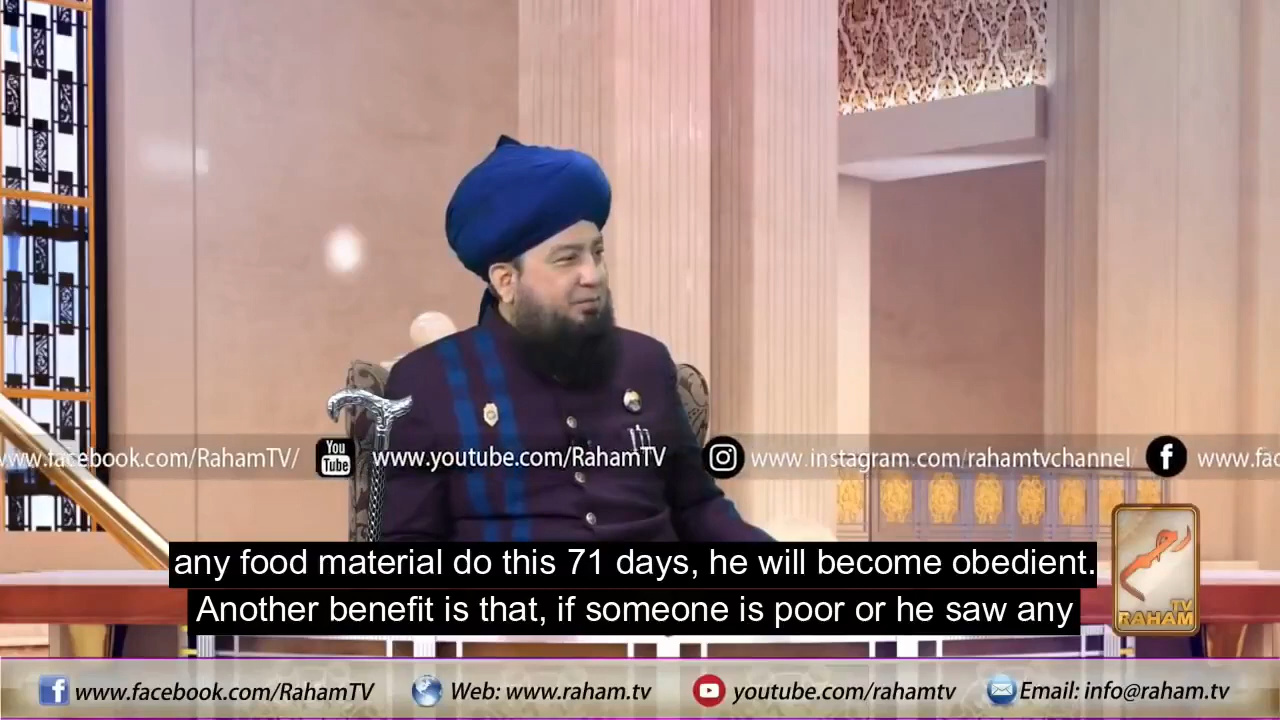 www.facebook.com/RahamTV/
You
Tube
www.youtube.com/RahamTV
www.instagram.com/rahamtvchannel
f
www.fac
any food material do this 71 days, he will become obedient.
Another benefit is that, if someone is poor or he saw any
TV
RAHAM
f
www.facebook.com/RahamTV
Web: www.raham.tv
youtube.com/rahamtv
Email: info@raham.tv